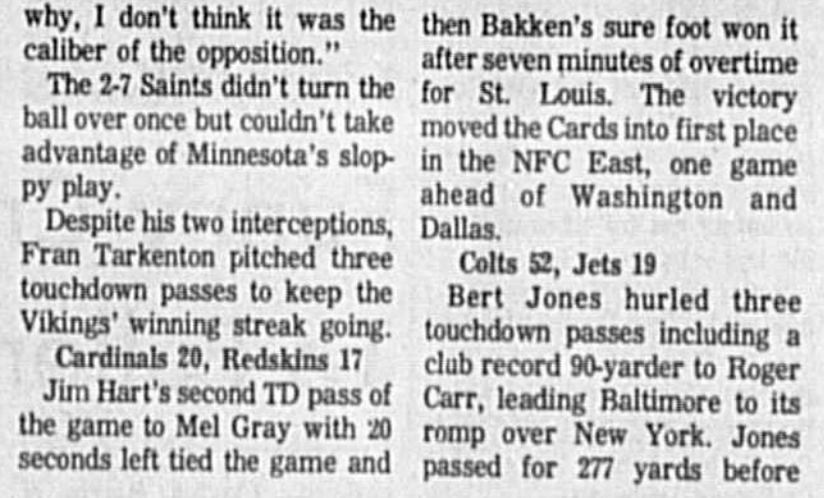 why, I don't think it was the
caliber of the opposition."
The 2-7 Saints didn't turn the
ball over once but couldn't take
advantage of Minnesota's slop-
py play.
Despite his two interceptions,
Fran Tarkenton pitched three
touchdown passes to keep the
Vikings' winning streak going.
Cardinals 20, Redskins 17
Jim Hart's second TD pass of
the game to Mel Gray with 20
seconds left tied the game and
then Bakken's sure foot won it
after seven minutes of overtime
for St. Louis. The victory
moved the Cards into first place
in the NFC East, one game
ahead of Washington and
Dallas.
Colts 52, Jets 19
Bert Jones hurled three
touchdown passes including a
club record 90-yarder to Roger
Carr, leading Baltimore to its
romp over New York. Jones
passed for 277 yards before